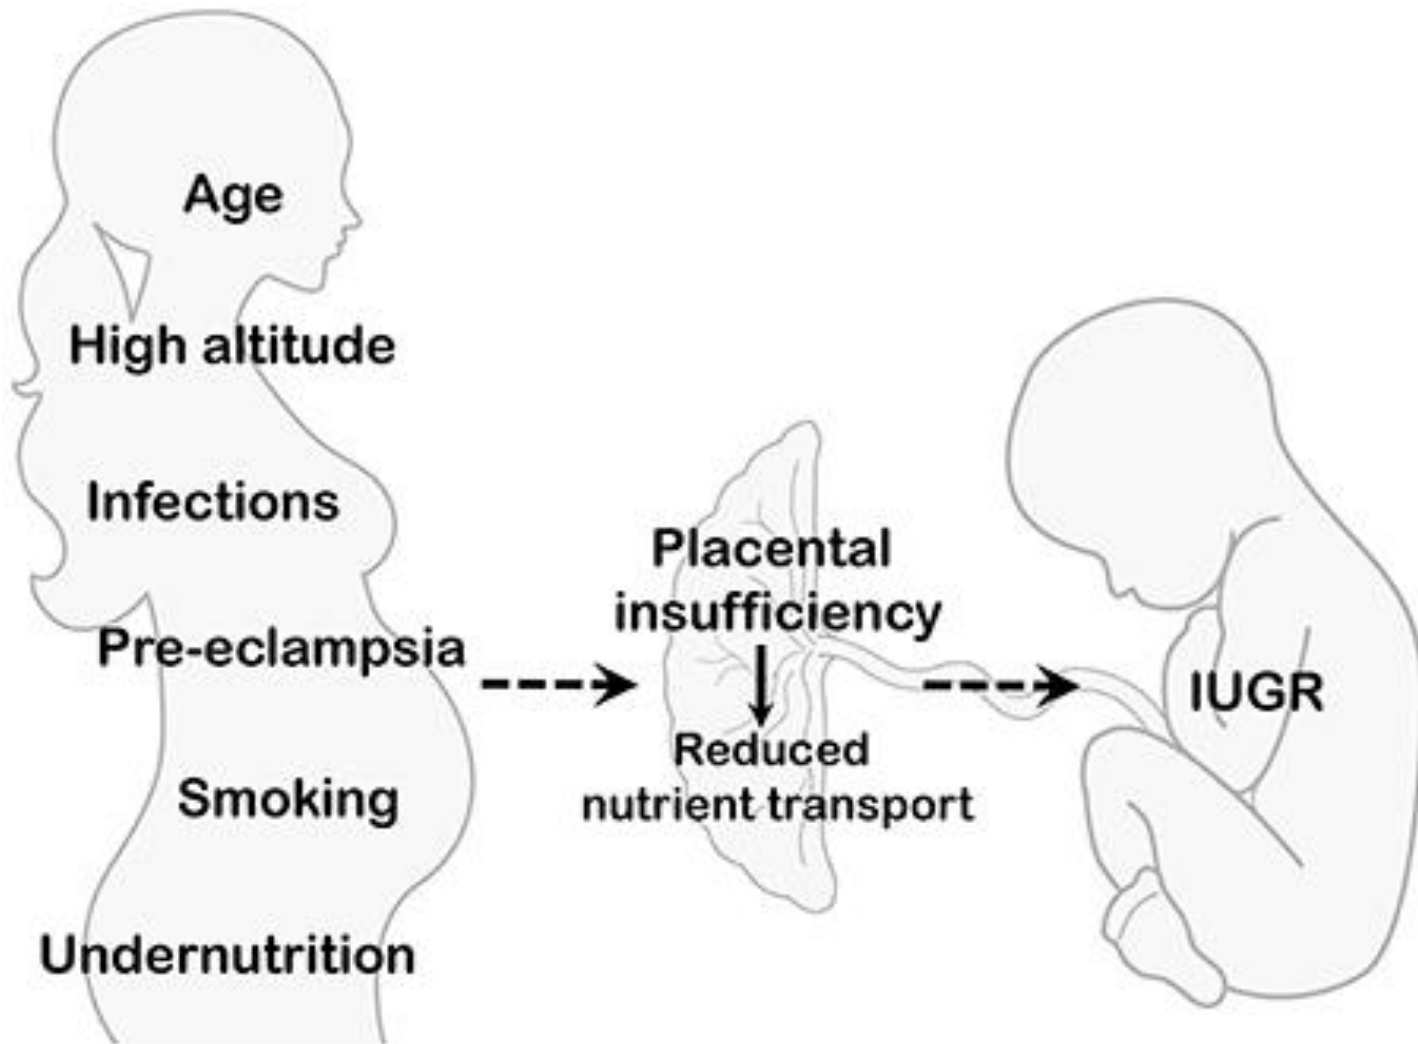 Age
High altitude
Infections
Pre-eclampsia
Smoking
Undernutrition
Placental
insufficiency
Reduced
nutrient transport
IUGR